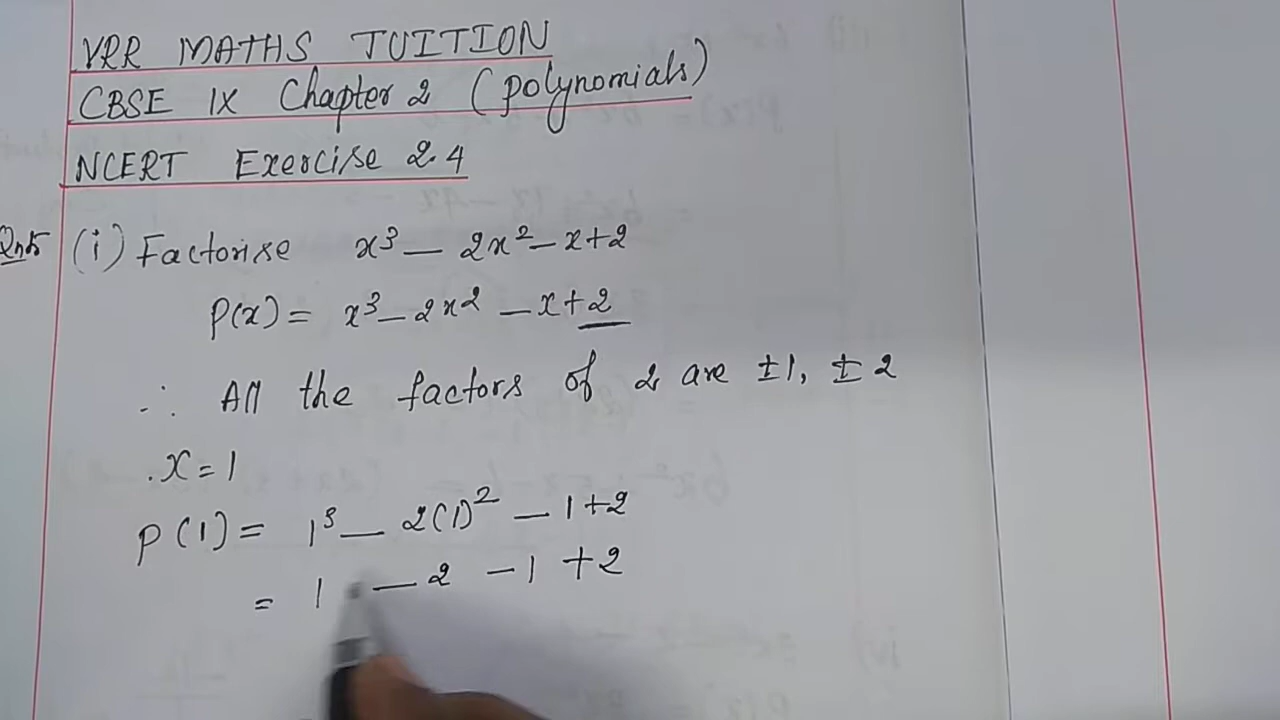 VRR MATHS TUITION
CBSE IX Chapter 2 (Polynomials)
NCERT Exercise 2.4
Qn5 (i) Factorise x³ – 2x² – x + 2
P(x) = x³ – 2x² – x + 2
∴ All the factors of 2 are ±1, ±2
x = 1
P(1) = 1³ – 2(1)² – 1 + 2
= 1 – 2 – 1 + 2